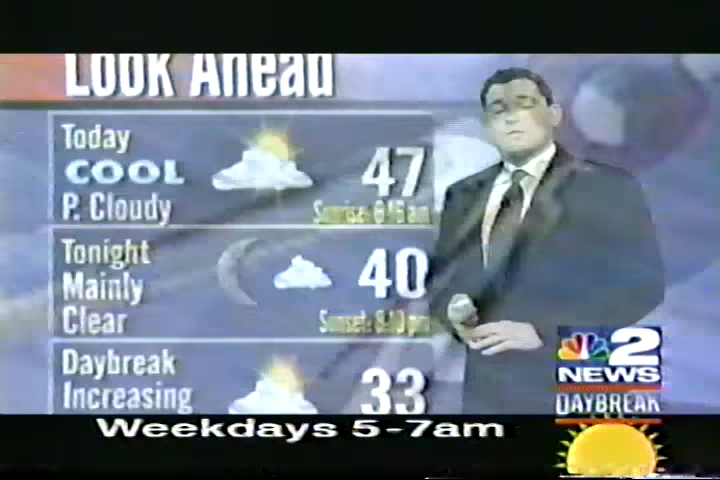 Look Ahead
Today
COOL
P. Cloudy
47
Tonight
Mainly
Clear
40
Daybreak
Increasing
33
2
NEWS
DAYBREAK
Weekdays 5-7am